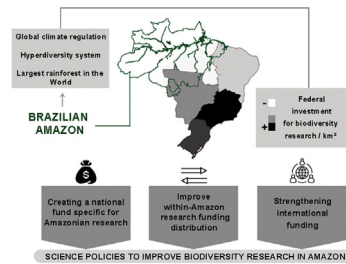 Global climate regulation
Hyperdiversity system
Largest rainforest in the
World
BRAZILIAN
AMAZON
- Federal
investment
for biodiversity
+ research / km²
$
Creating a national
fund specific for
Amazonian research
Improve
within-Amazon
research funding
distribution
Strengthening
international
funding
SCIENCE POLICIES TO IMPROVE BIODIVERSITY RESEARCH IN AMAZON